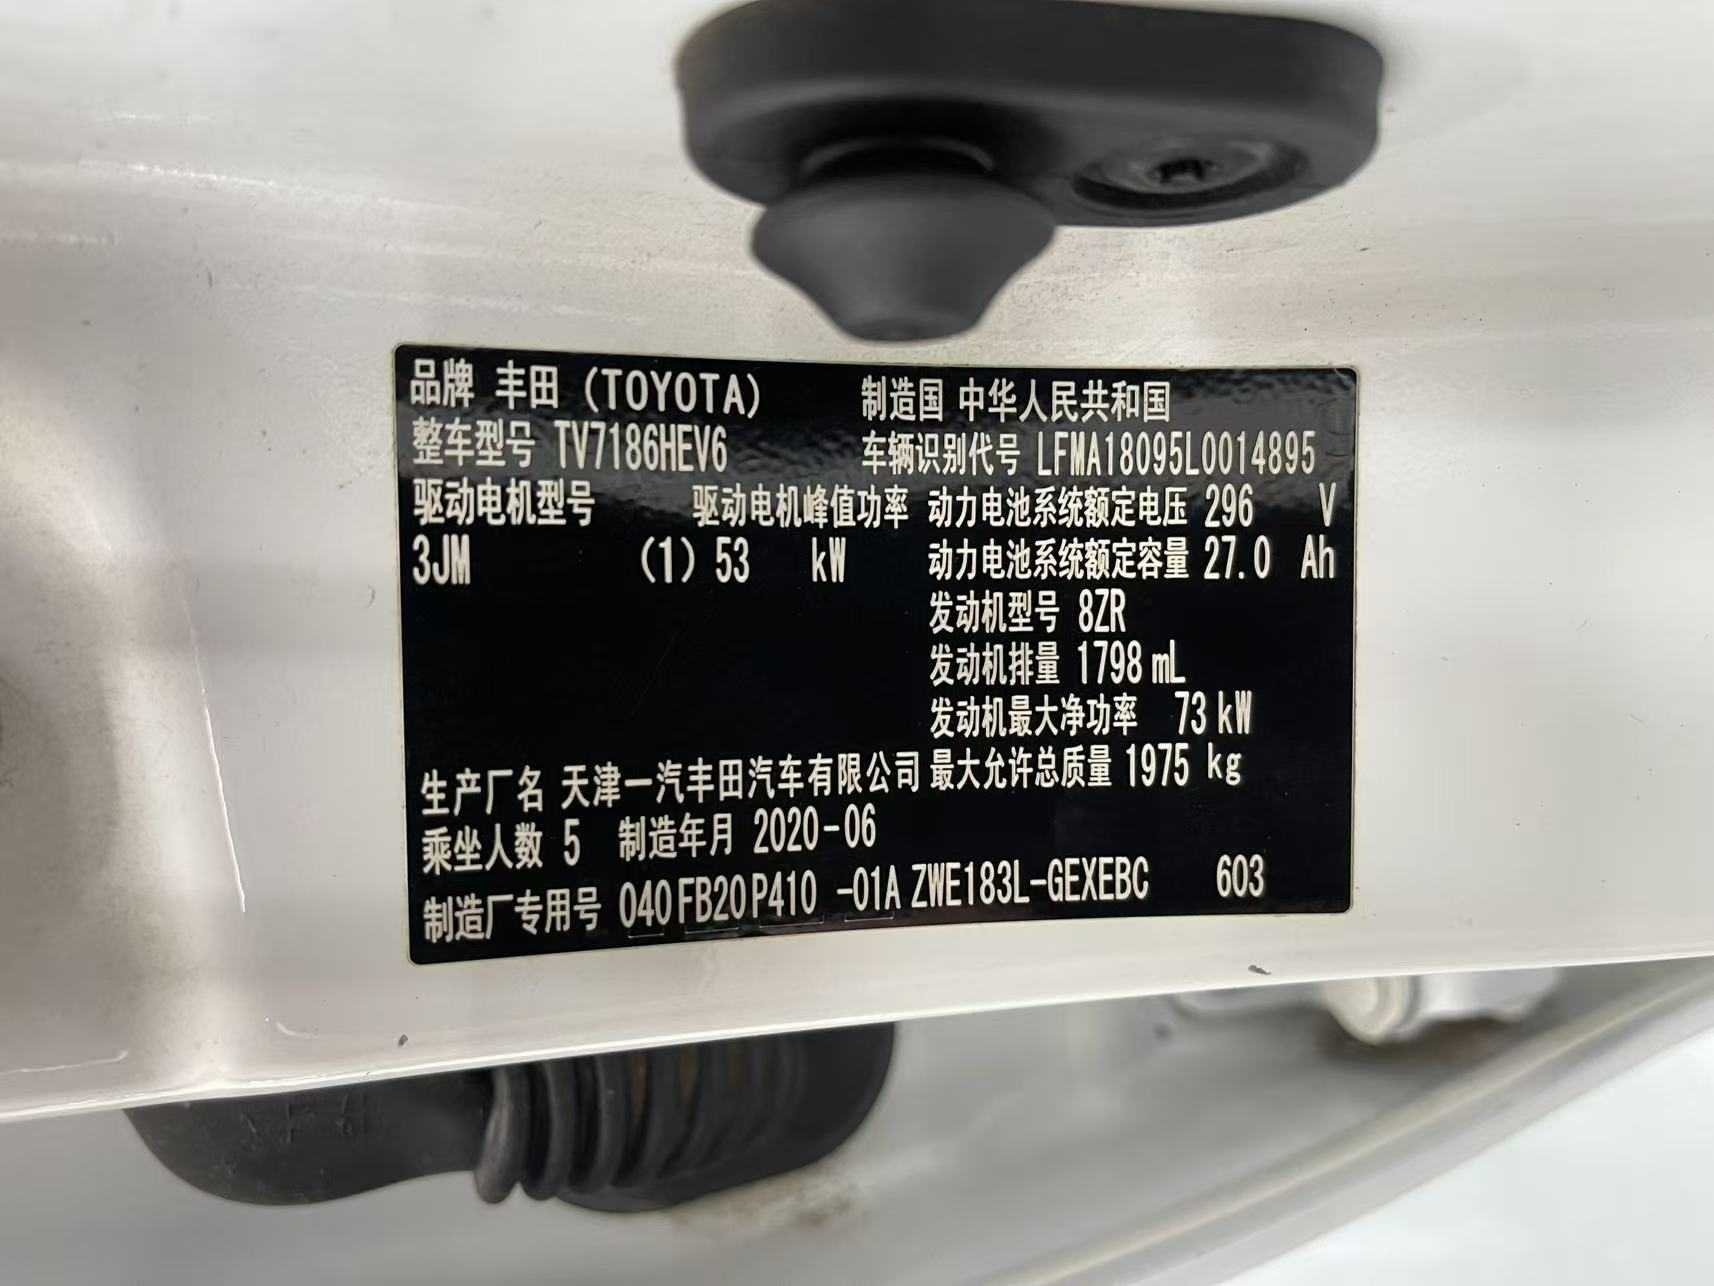 品牌 丰田 (TOYOTA) 制造国 中华人民共和国
整车型号 TV7186HEV6 车辆识别代号 LFMA18095L0014895
驱动电机型号 驱动电机峰值功率 动力电池系统额定电压 296 V
3JM (1) 53 kW 动力电池系统额定容量 27.0 Ah
发动机型号 8ZR
发动机排量 1798 mL
发动机最大净功率 73 kW
生产厂名 天津一汽丰田汽车有限公司 最大允许总质量 1975 kg
乘坐人数 5 制造年月 2020-06
制造厂专用号 040 FB20 P410 -01A ZWE183L-GEXEBC 603